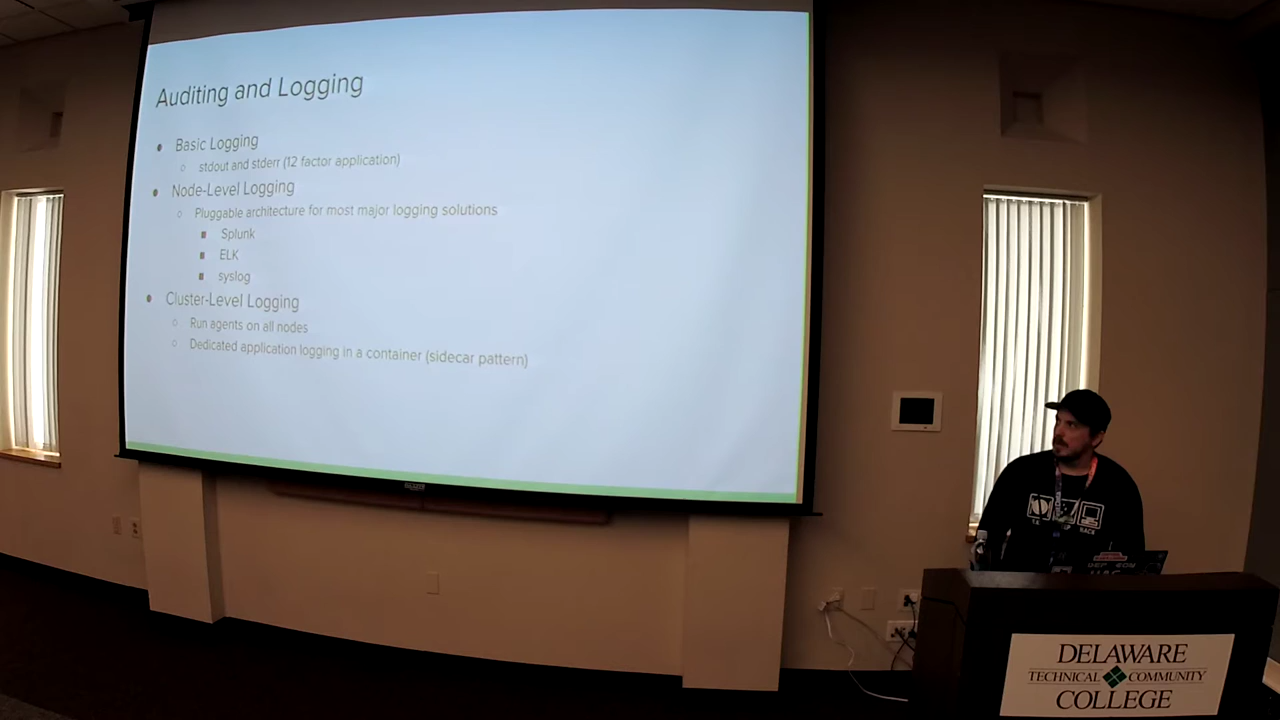 Auditing and Logging
● Basic Logging
○ stdout and stderr (12 factor application)
● Node-Level Logging
○ Pluggable architecture for most major logging solutions
■ Splunk
■ ELK
■ syslog
● Cluster-Level Logging
○ Run agents on all nodes
○ Dedicated application logging in a container (sidecar pattern)
DELAWARE
TECHNICAL COMMUNITY
COLLEGE